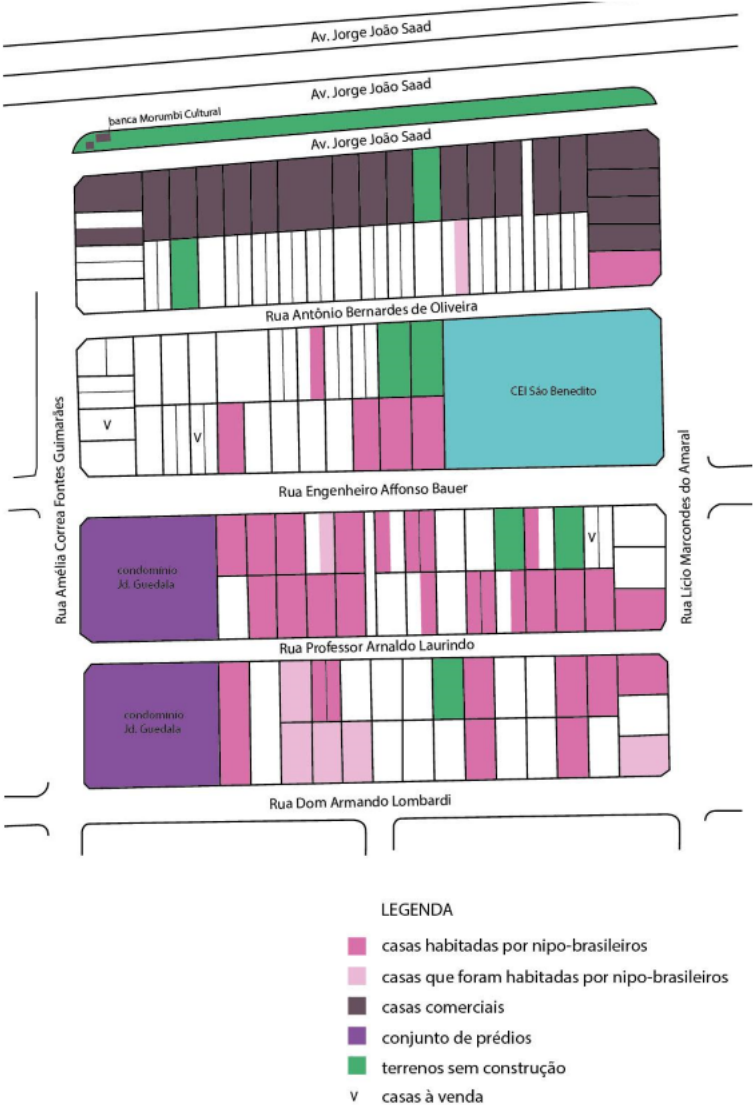 Av. Jorge João Saad
Av. Jorge João Saad
banca Morumbi Cultural
Av. Jorge João Saad
Rua Antônio Bernardes de Oliveira
CEI São Benedito
V
V
Rua Amélia Correa Fontes Guimarães
Rua Lício Marcondes do Amaral
Rua Engenheiro Affonso Bauer
V
condomínio
Jd. Guedala
Rua Professor Arnaldo Laurindo
condomínio
Jd. Guedala
Rua Dom Armando Lombardi
LEGENDA
casas habitadas por nipo-brasileiros
casas que foram habitadas por nipo-brasileiros
casas comerciais
conjunto de prédios
terrenos sem construção
V casas à venda